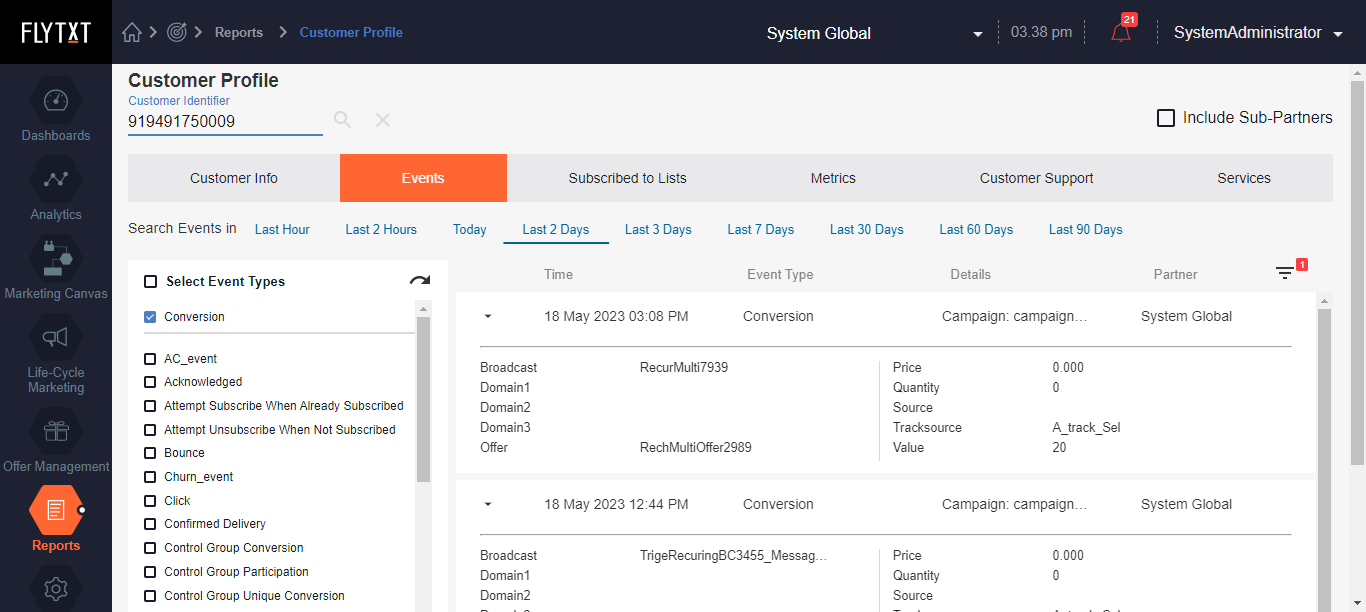 FLYTXT
Reports
Customer Profile
System Global
03.38 pm
21
SystemAdministrator
Dashboards
Analytics
Marketing Canvas
Life-Cycle
Marketing
Offer Management
Reports
Customer Profile
Customer Identifier
919491750009
Include Sub-Partners
Customer Info
Events
Subscribed to Lists
Metrics
Customer Support
Services
Search Events in
Last Hour
Last 2 Hours
Today
Last 2 Days
Last 3 Days
Last 7 Days
Last 30 Days
Last 60 Days
Last 90 Days
Select Event Types
Conversion
AC_event
Acknowledged
Attempt Subscribe When Already Subscribed
Attempt Unsubscribe When Not Subscribed
Bounce
Churn_event
Click
Confirmed Delivery
Control Group Conversion
Control Group Participation
Control Group Unique Conversion
Time Event Type Details Partner
1
18 May 2023 03:08 PM Conversion Campaign: campaign… System Global
Broadcast RecurMulti7939 Price 0.000
Domain1 Quantity 0
Domain2 Source
Domain3 Tracksource A_track_Sel
Offer RechMultiOffer2989 Value 20
18 May 2023 12:44 PM Conversion Campaign: campaign… System Global
Broadcast TrigeRecuringBC3455_Messag… Price 0.000
Domain1 Quantity 0
Domain2 Source